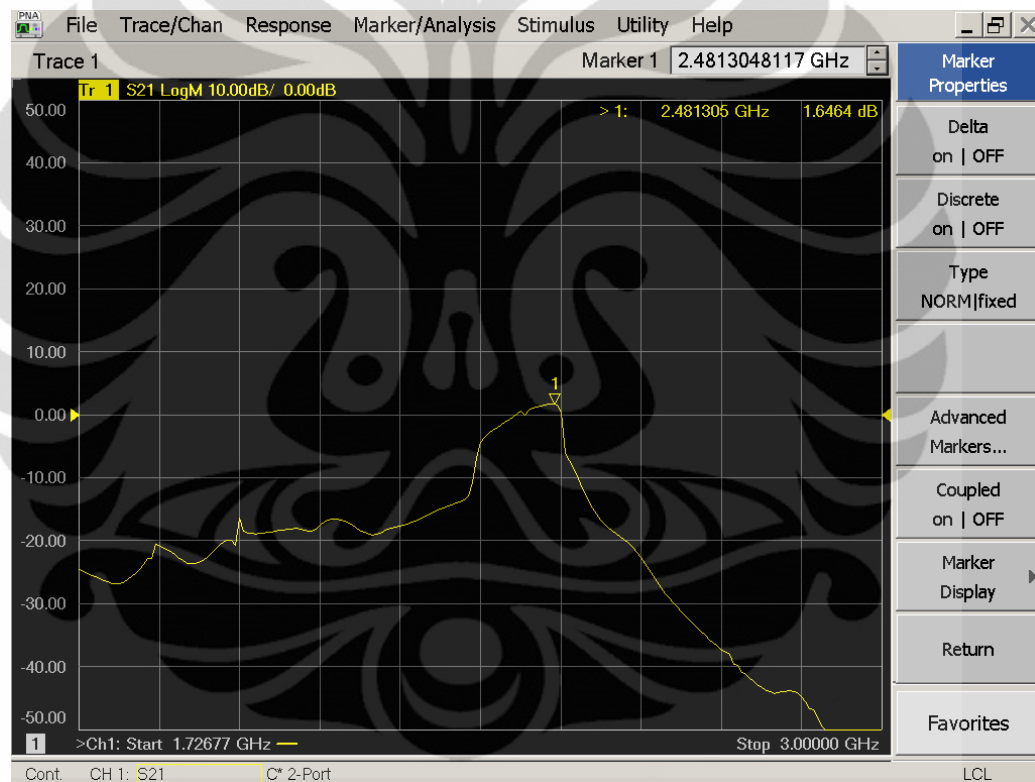 PNA File Trace/Chan Response Marker/Analysis Stimulus Utility Help
Trace 1 Marker 1 2.4813048117 GHz
Tr 1 S21 LogM 10.00dB/ 0.00dB
> 1: 2.481305 GHz 1.6464 dB
50.00
40.00
30.00
20.00
10.00
0.00
-10.00
-20.00
-30.00
-40.00
-50.00
1
1 >Ch1: Start 1.72677 GHz Stop 3.00000 GHz
Cont. CH 1: S21 C* 2-Port LCL
Marker
Properties
Delta
on | OFF
Discrete
on | OFF
Type
NORM|fixed
Advanced
Markers...
Coupled
on | OFF
Marker
Display
Return
Favorites